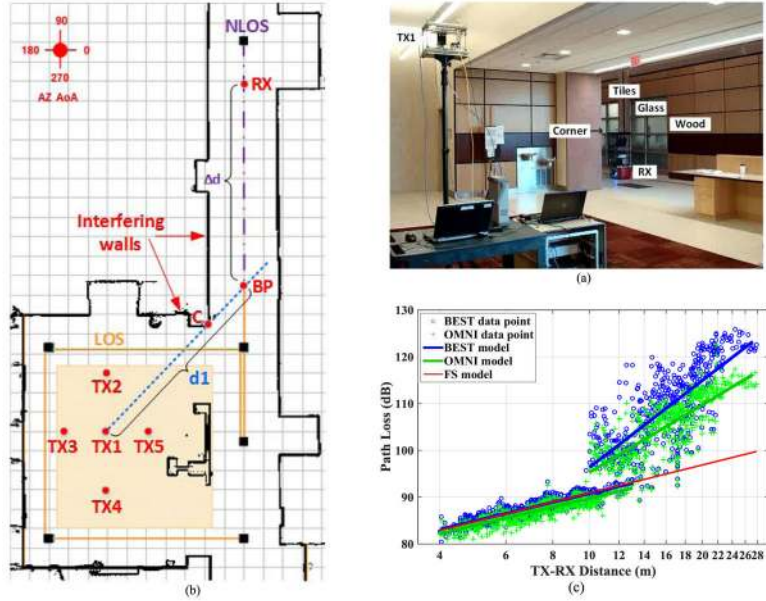 90
180
0
270
AZ AoA
NLOS
RX
Δd
Interfering
walls
BP
C
LOS
d1
TX2
TX3
TX1
TX5
TX4
(b)
TX1
Tiles
Glass
Corner
Wood
RX
(a)
130
120
110
100
90
80
Path Loss (dB)
BEST data point
OMNI data point
BEST model
OMNI model
FS model
4
6
8
10
12
14
16
18
20
22
24
26
28
TX-RX Distance (m)
(c)